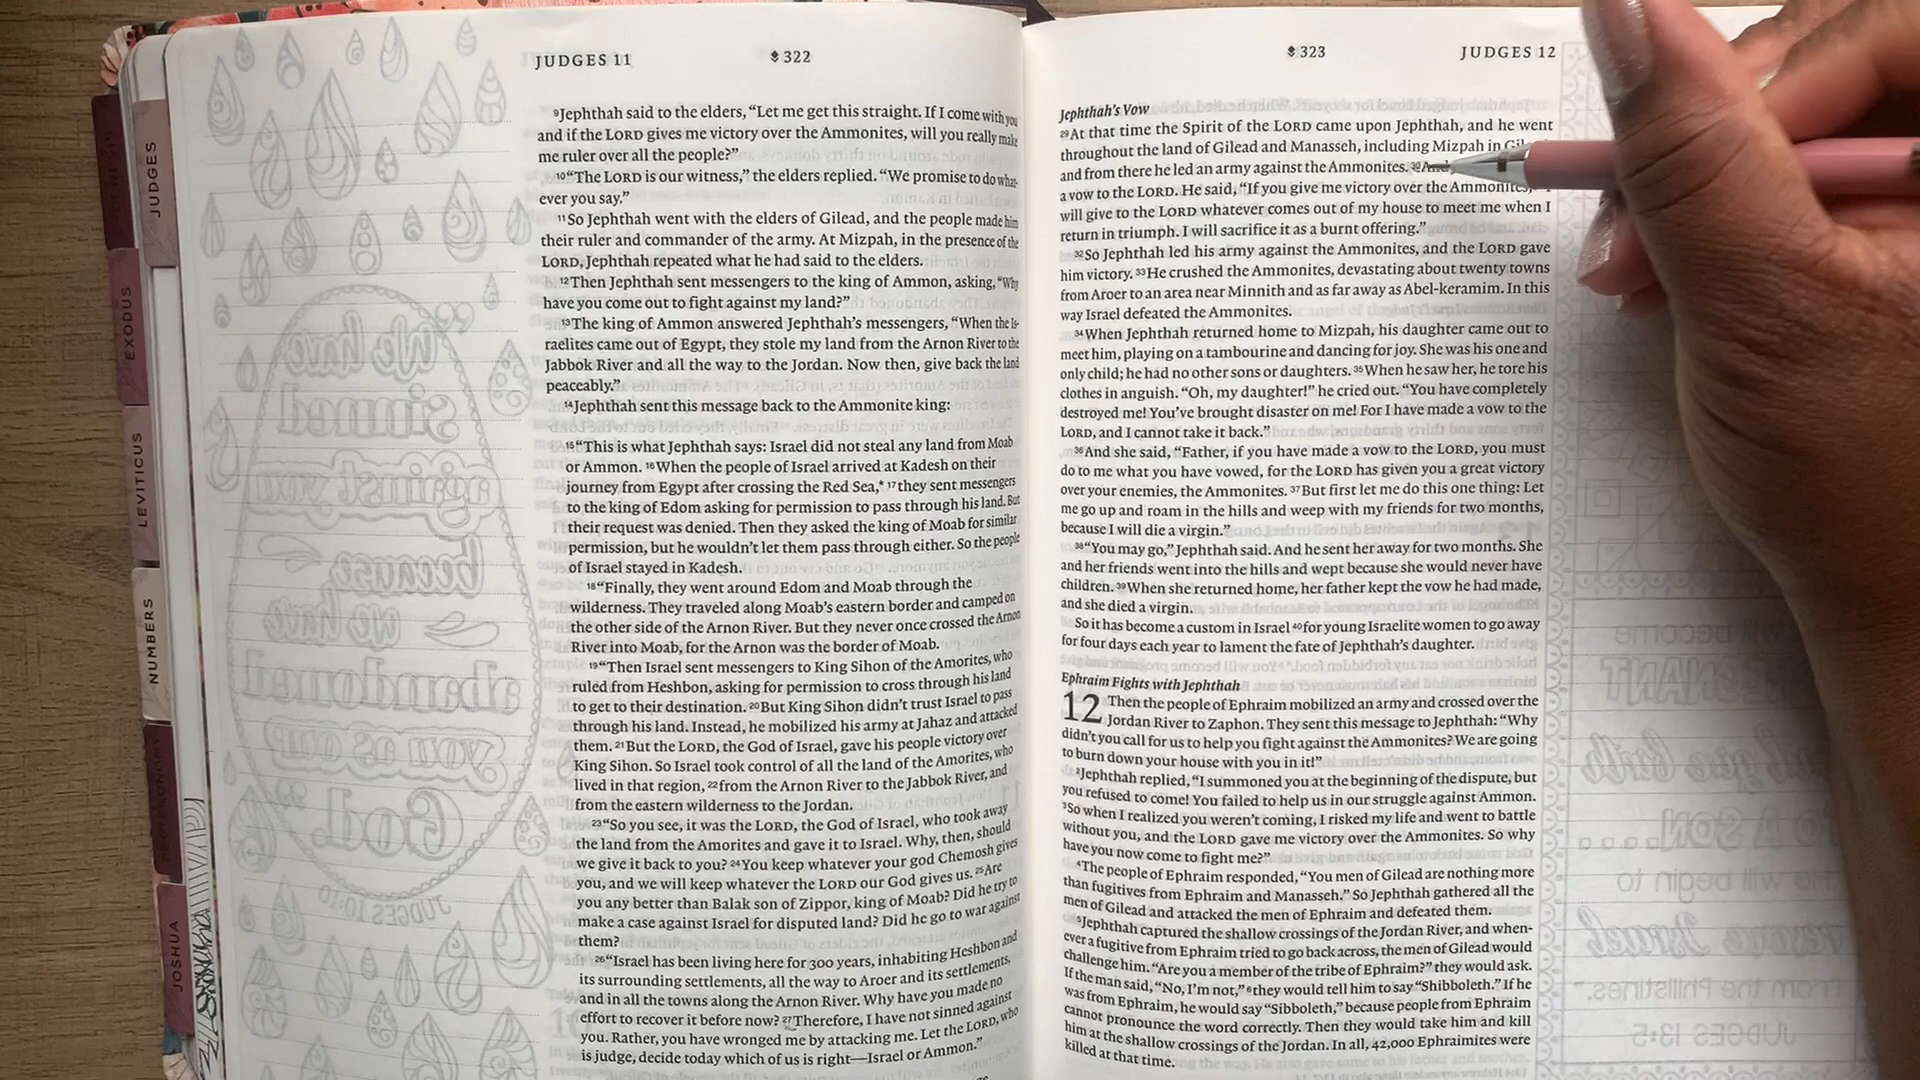 JUDGES 11
322
⁹Jephthah said to the elders, “Let me get this straight. If I come with you
and if the LORD gives me victory over the Ammonites, will you really make
me ruler over all the people?”
¹⁰“The LORD is our witness,” the elders replied. “We promise to do what-
ever you say.”
¹¹So Jephthah went with the elders of Gilead, and the people made him
their ruler and commander of the army. At Mizpah, in the presence of the
LORD, Jephthah repeated what he had said to the elders.
¹²Then Jephthah sent messengers to the king of Ammon, asking, “Why
have you come out to fight against my land?”
¹³The king of Ammon answered Jephthah’s messengers, “When the Is-
raelites came out of Egypt, they stole my land from the Arnon River to the
Jabbok River and all the way to the Jordan. Now then, give back the land
peaceably.”
¹⁴Jephthah sent this message back to the Ammonite king:
¹⁵“This is what Jephthah says: Israel did not steal any land from Moab
or Ammon. ¹⁶When the people of Israel arrived at Kadesh on their
journey from Egypt after crossing the Red Sea,* ¹⁷they sent messengers
to the king of Edom asking for permission to pass through his land. But
their request was denied. Then they asked the king of Moab for similar
permission, but he wouldn’t let them pass through either. So the people
of Israel stayed in Kadesh.
¹⁸“Finally, they went around Edom and Moab through the
wilderness. They traveled along Moab’s eastern border and camped on
the other side of the Arnon River. But they never once crossed the Arnon
River into Moab, for the Arnon was the border of Moab.
¹⁹“Then Israel sent messengers to King Sihon of the Amorites, who
ruled from Heshbon, asking for permission to cross through his land
to get to their destination. ²⁰But King Sihon didn’t trust Israel to pass
through his land. Instead, he mobilized his army at Jahaz and attacked
them. ²¹But the LORD, the God of Israel, gave his people victory over
King Sihon. So Israel took control of all the land of the Amorites, who
lived in that region, ²²from the Arnon River to the Jabbok River, and
from the eastern wilderness to the Jordan.
²³“So you see, it was the LORD, the God of Israel, who took away
the land from the Amorites and gave it to Israel. Why, then, should
we give it back to you? ²⁴You keep whatever your god Chemosh gives
you, and we will keep whatever the LORD our God gives us. ²⁵Are
you any better than Balak son of Zippor, king of Moab? Did he try to
make a case against Israel for disputed land? Did he go to war against
them?
²⁶“Israel has been living here for 300 years, inhabiting Heshbon and
its surrounding settlements, all the way to Aroer and its settlements,
and in all the towns along the Arnon River. Why have you made no
effort to recover it before now? ²⁷Therefore, I have not sinned against
you. Rather, you have wronged me by attacking me. Let the LORD, who
is judge, decide today which of us is right—Israel or Ammon.”
323
JUDGES 12
Jephthah’s Vow
²⁹At that time the Spirit of the LORD came upon Jephthah, and he went
throughout the land of Gilead and Manasseh, including Mizpah in
and from there he led an army against the Ammonites. ³⁰And
a vow to the LORD. He said, “If you give me victory over the Ammonites,
will give to the LORD whatever comes out of my house to meet me when I
return in triumph. I will sacrifice it as a burnt offering.”
³²So Jephthah led his army against the Ammonites, and the LORD gave
him victory. ³³He crushed the Ammonites, devastating about twenty towns
from Aroer to an area near Minnith and as far away as Abel-keramim. In this
way Israel defeated the Ammonites.
³⁴When Jephthah returned home to Mizpah, his daughter came out to
meet him, playing on a tambourine and dancing for joy. She was his one and
only child; he had no other sons or daughters. ³⁵When he saw her, he tore his
clothes in anguish. “Oh, my daughter!” he cried out. “You have completely
destroyed me! You’ve brought disaster on me! For I have made a vow to the
LORD, and I cannot take it back.”
³⁶And she said, “Father, if you have made a vow to the LORD, you must
do to me what you have vowed, for the LORD has given you a great victory
over your enemies, the Ammonites. ³⁷But first let me do this one thing: Let
me go up and roam in the hills and weep with my friends for two months,
because I will die a virgin.”
³⁸“You may go,” Jephthah said. And he sent her away for two months. She
and her friends went into the hills and wept because she would never have
children. ³⁹When she returned home, her father kept the vow he had made,
and she died a virgin.
So it has become a custom in Israel ⁴⁰for young Israelite women to go away
for four days each year to lament the fate of Jephthah’s daughter.
Ephraim Fights with Jephthah
12 Then the people of Ephraim mobilized an army and crossed over the
Jordan River to Zaphon. They sent this message to Jephthah: “Why
didn’t you call for us to help you fight against the Ammonites? We are going
to burn down your house with you in it!”
²Jephthah replied, “I summoned you at the beginning of the dispute, but
you refused to come! You failed to help us in our struggle against Ammon.
³So when I realized you weren’t coming, I risked my life and went to battle
without you, and the LORD gave me victory over the Ammonites. So why
have you now come to fight me?”
⁴The people of Ephraim responded, “You men of Gilead are nothing more
than fugitives from Ephraim and Manasseh.” So Jephthah gathered all the
men of Gilead and attacked the men of Ephraim and defeated them.
⁵Jephthah captured the shallow crossings of the Jordan River, and when-
ever a fugitive from Ephraim tried to go back across, the men of Gilead would
challenge him. “Are you a member of the tribe of Ephraim?” they would ask.
If the man said, “No, I’m not,” ⁶they would tell him to say “Shibboleth.” If he
was from Ephraim, he would say “Sibboleth,” because people from Ephraim
cannot pronounce the word correctly. Then they would take him and kill
him at the shallow crossings of the Jordan. In all, 42,000 Ephraimites were
killed at that time.
JUDGES
EXODUS
LEVITICUS
NUMBERS
JOSHUA